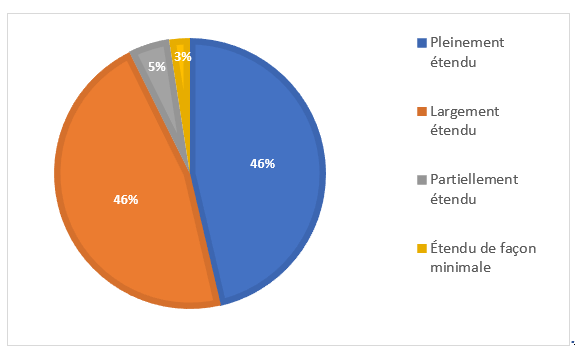 3%
5%
46%
46%
Pleinement
étendu
Largement
étendu
Partiellement
étendu
Étendu de façon
minimale